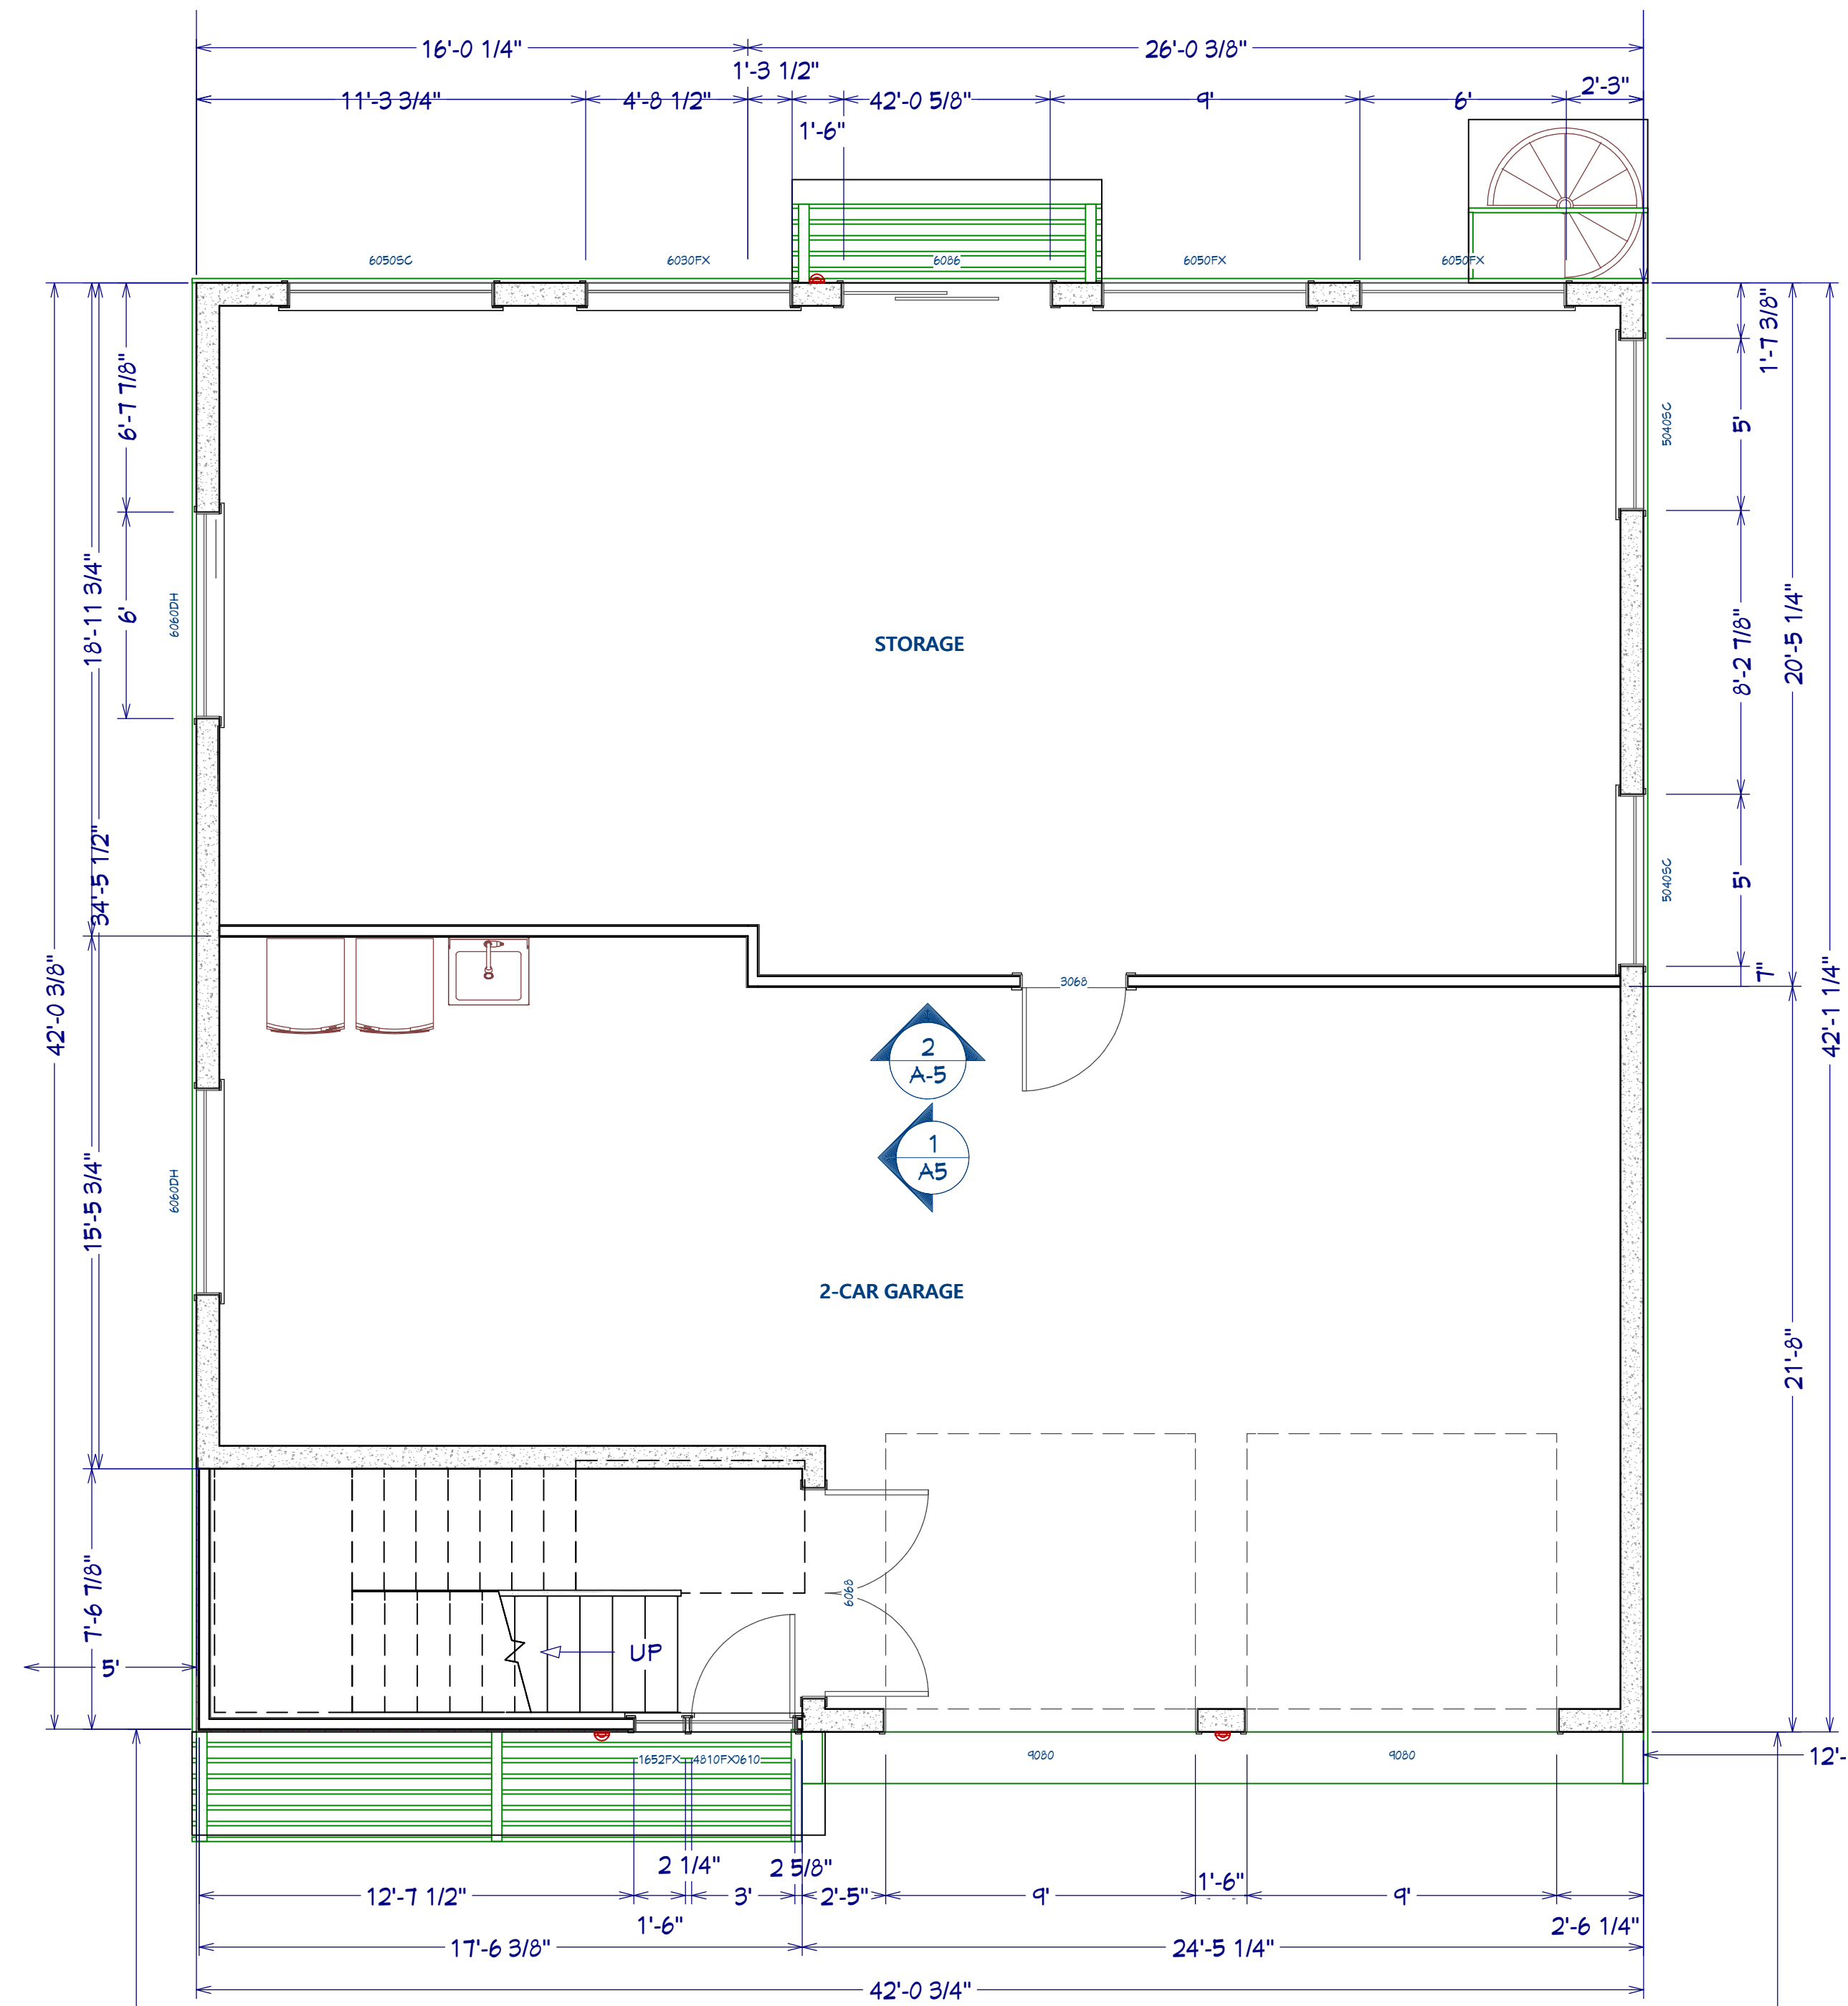 16'-0 1/4" 26'-0 3/8"
1'-3 1/2"
11'-3 3/4" 4'-8 1/2" 42'-0 5/8" 9' 6' 2'-3"
1'-6"
6050SC 6030FX 6086 6050FX 6050FX
1'-7 3/8"
6'-7 7/8"
5'
5040SC
18'-11 3/4"
6'
6060DH
STORAGE
8'-2 7/8"
20'-5 1/4"
34'-5 1/2"
5'
5040SC
7"
3068
42'-0 3/8"
42'-1 1/4"
2
A-5
1
A5
15'-5 3/4"
6060DH
2-CAR GARAGE
21'-8"
7'-6 7/8"
6068
UP
5'
1652FX 4810FX 9080 9080
12'-
2 1/4" 2 5/8"
12'-7 1/2" 3' 2'-5" 9' 1'-6" 9'
1'-6" 2'-6 1/4"
17'-6 3/8" 24'-5 1/4"
42'-0 3/4"